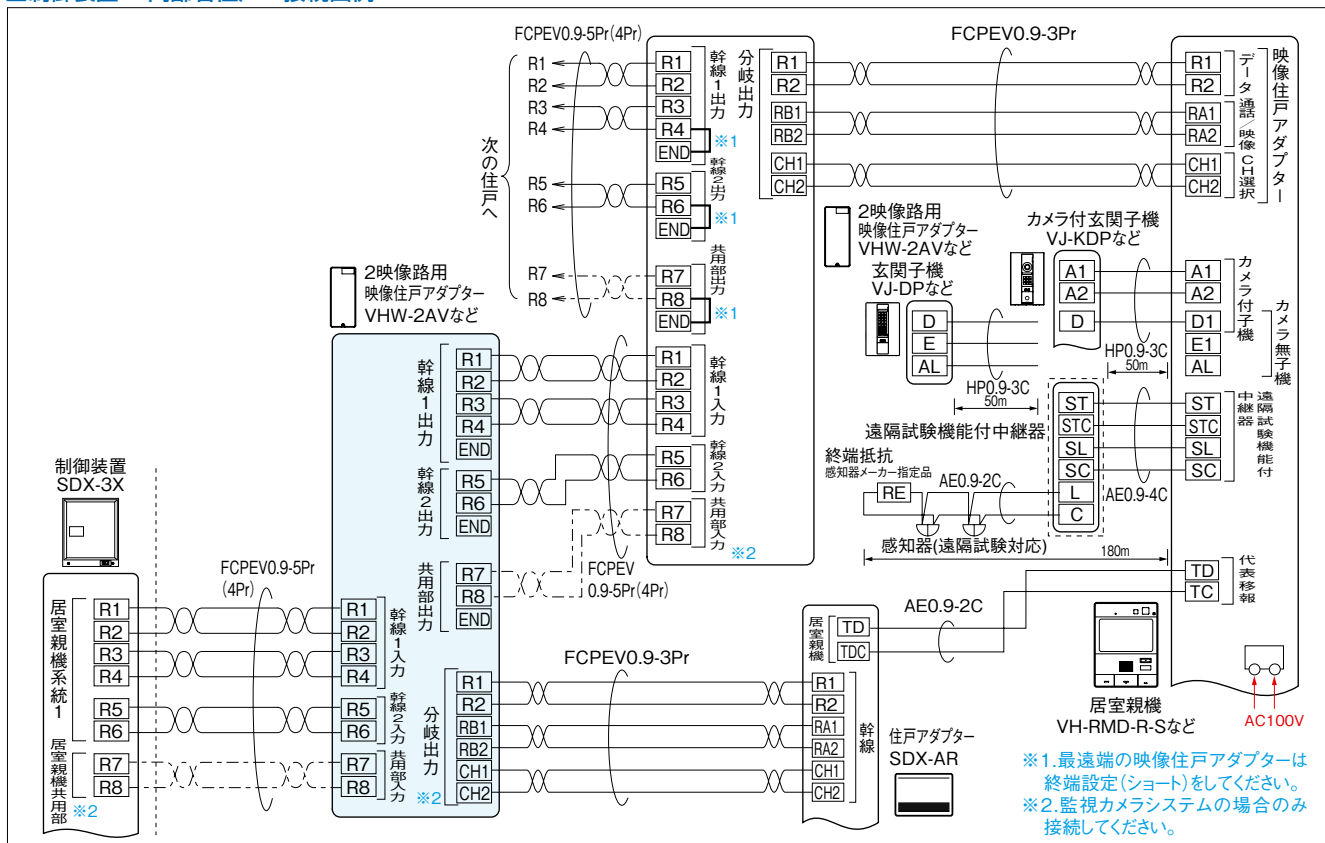 FCPEV0.9-5Pr(4Pr)
R1
R2
R3
R4
R5
R6
R7
R8
次の住戸へ
R1
R2
R3
R4
END
幹線1出力
※1
R5
R6
END
幹線2出力
※1
R7
R8
END
共用部出力
※1
R1
R2
R3
R4
幹線1入力
R5
R6
幹線2入力
R7
R8
共用部入力
※2
分岐出力
R1
R2
RB1
RB2
CH1
CH2
FCPEV0.9-3Pr
R1
R2
データ
RA1
RA2
通話/映像
CH1
CH2
CH選択
映像住戸アダプター
2映像路用
映像住戸アダプター
VHW-2AVなど
玄関子機
VJ-DPなど
D
E
AL
HP0.9-3C
50m
カメラ付玄関子機
VJ-KDPなど
A1
A2
D
HP0.9-3C
50m
A1
A2
D1
E1
AL
カメラ付子機
カメラ無子機
遠隔試験機能付中継器
ST
STC
SL
SC
L
C
AE0.9-4C
ST
STC
SL
SC
遠隔試験機能付
中継器
終端抵抗
感知器メーカー指定品
RE
AE0.9-2C
感知器(遠隔試験対応)
180m
TD
TC
代表移報
AE0.9-2C
居室親機
VH-RMD-R-Sなど
AC100V
2映像路用
映像住戸アダプター
VHW-2AVなど
幹線1出力
R1
R2
R3
R4
END
幹線2出力
R5
R6
END
共用部出力
R7
R8
END
FCPEV
0.9-5Pr(4Pr)
制御装置
SDX-3X
居室親機系統1
R1
R2
R3
R4
R5
R6
居室親機共用部
R7
R8
※2
FCPEV0.9-5Pr
(4Pr)
R1
R2
R3
R4
幹線1入力
R5
R6
幹線2入力
R7
R8
共用部入力
※2
分岐出力
R1
R2
RB1
RB2
CH1
CH2
FCPEV0.9-3Pr
居室親機
TD
TDC
R1
R2
RA1
RA2
CH1
CH2
幹線
住戸アダプター
SDX-AR
※1.最遠端の映像住戸アダプターは
終端設定(ショート)をしてください。
※2.監視カメラシステムの場合のみ
接続してください。